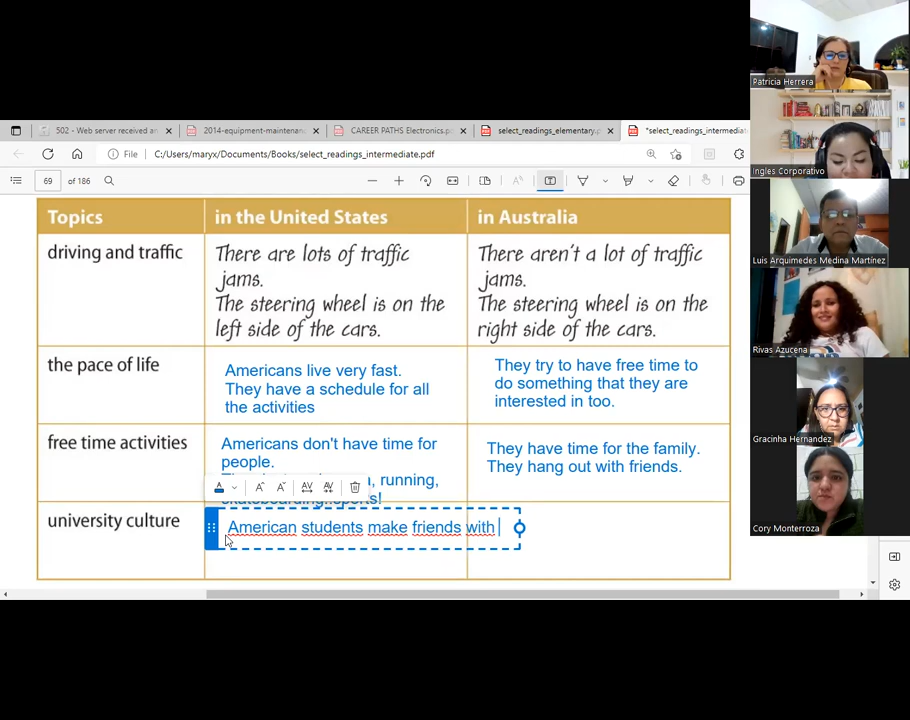 502 - Web server received an
2014-equipment-maintenan
CAREER PATHS Electronics.p
select_readings_elementary.p
*select_readings_intermediat
File
C:/Users/maryx/Documents/Books/select_readings_intermediate.pdf
69 of 186
Topics
in the United States
in Australia
driving and traffic
There are lots of traffic
jams.
The steering wheel is on the
left side of the cars.
There aren't a lot of traffic
jams.
The steering wheel is on the
right side of the cars.
the pace of life
Americans live very fast.
They have a schedule for all
the activities
They try to have free time to
do something that they are
interested in too.
free time activities
Americans don't have time for
people.
running,
They have time for the family.
They hang out with friends.
university culture
American students make friends with
Patricia Herrera
Ingles Corporativo
Luis Arquimedes Medina Martínez
Rivas Azucena
Gracinha Hernandez
Cory Monterroza